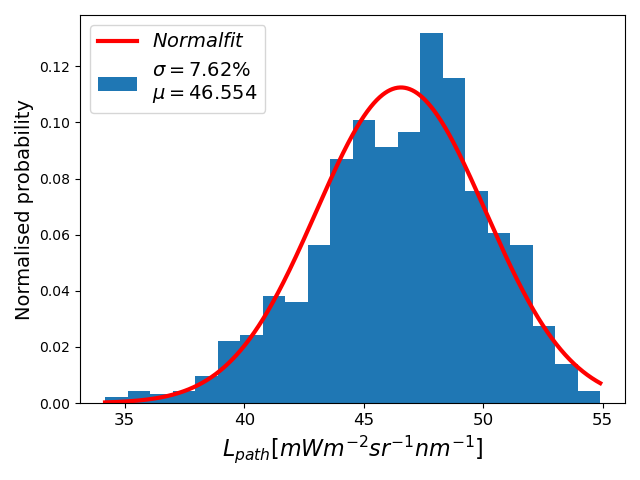 Normalfit
σ = 7.62%
μ = 46.554
Normalised probability
0.12
0.10
0.08
0.06
0.04
0.02
0.00
35 40 45 50 55
L_path[mWm⁻²sr⁻¹nm⁻¹]